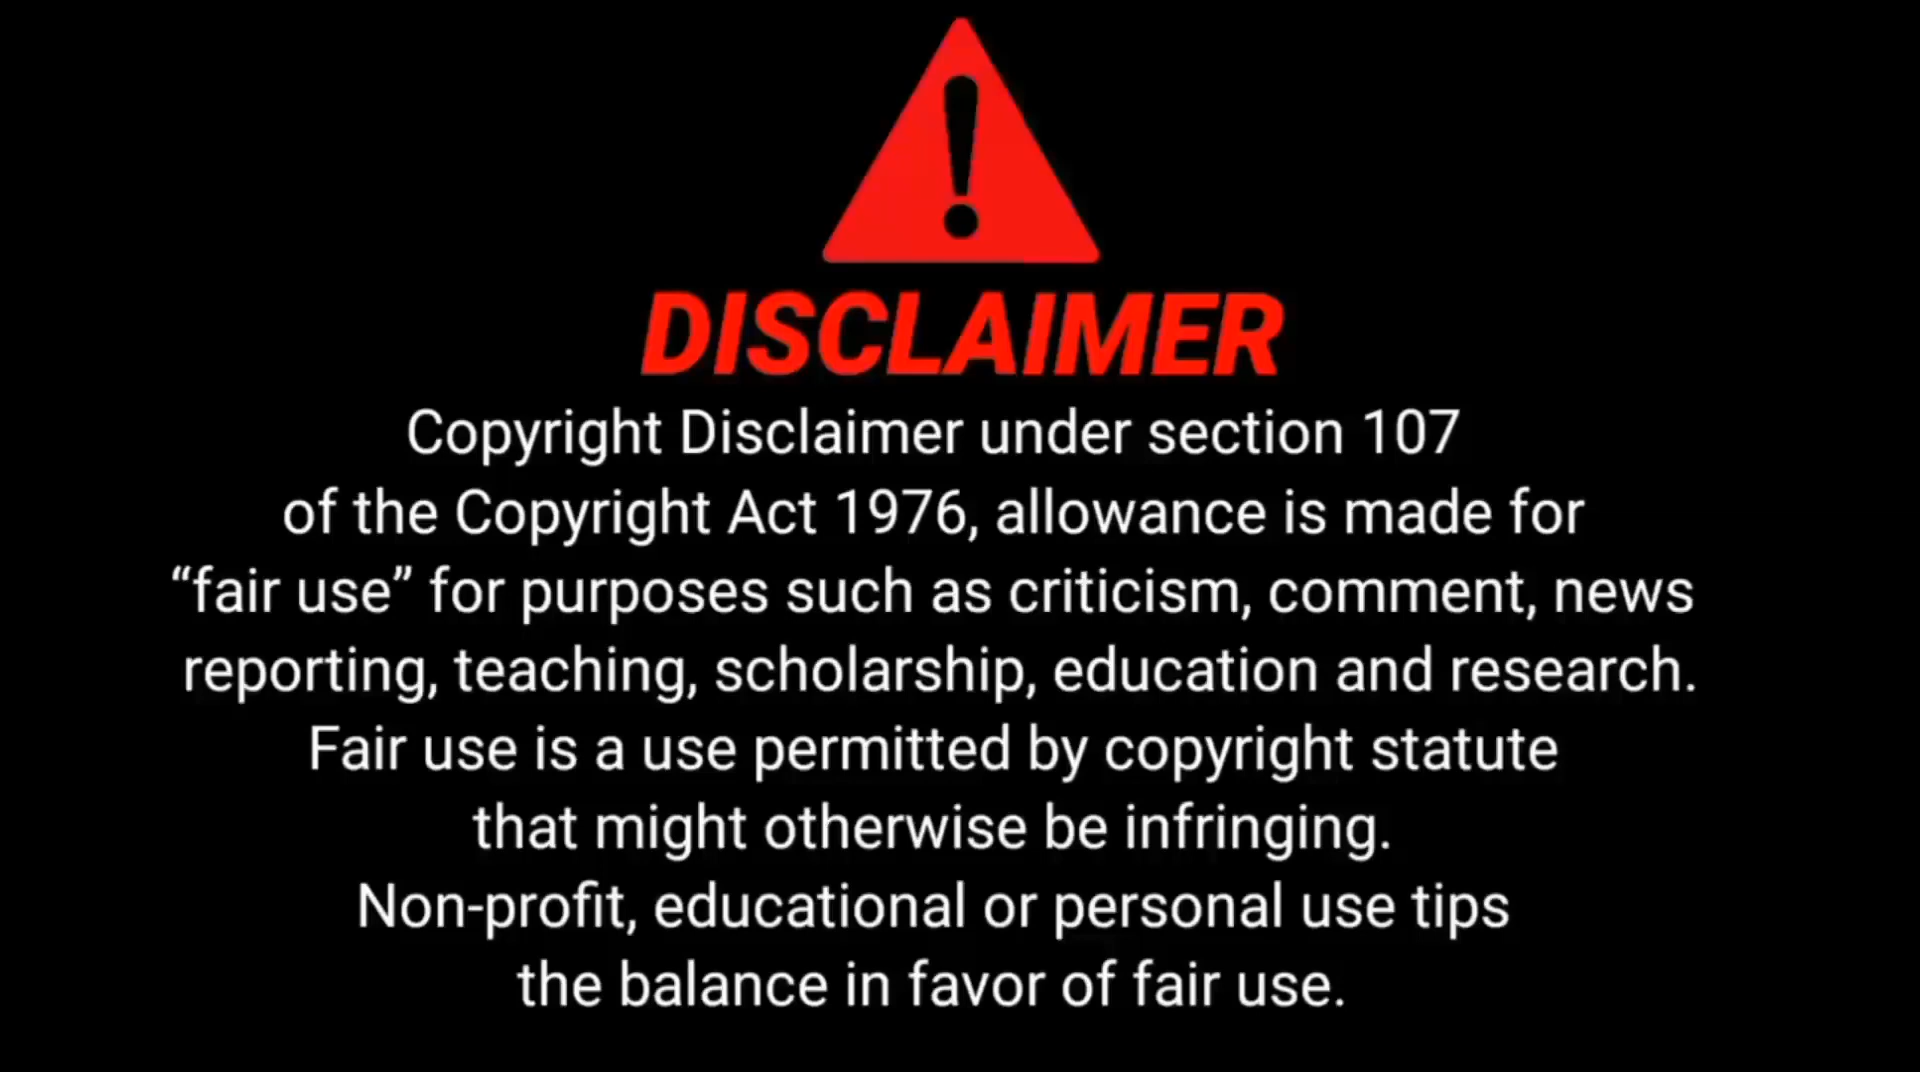 DISCLAIMER
Copyright Disclaimer under section 107
of the Copyright Act 1976, allowance is made for
“fair use” for purposes such as criticism, comment, news
reporting, teaching, scholarship, education and research.
Fair use is a use permitted by copyright statute
that might otherwise be infringing.
Non-profit, educational or personal use tips
the balance in favor of fair use.